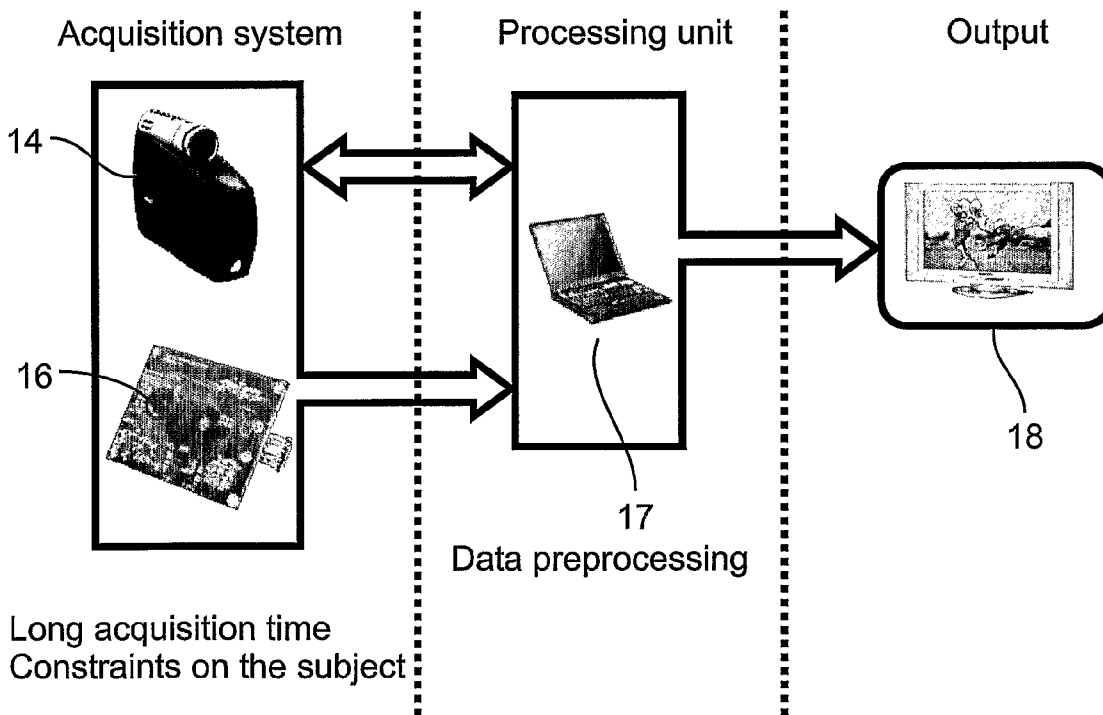 Acquisition system
Processing unit
Output
14
16
17
18
Data preprocessing
Long acquisition time
Constraints on the subject